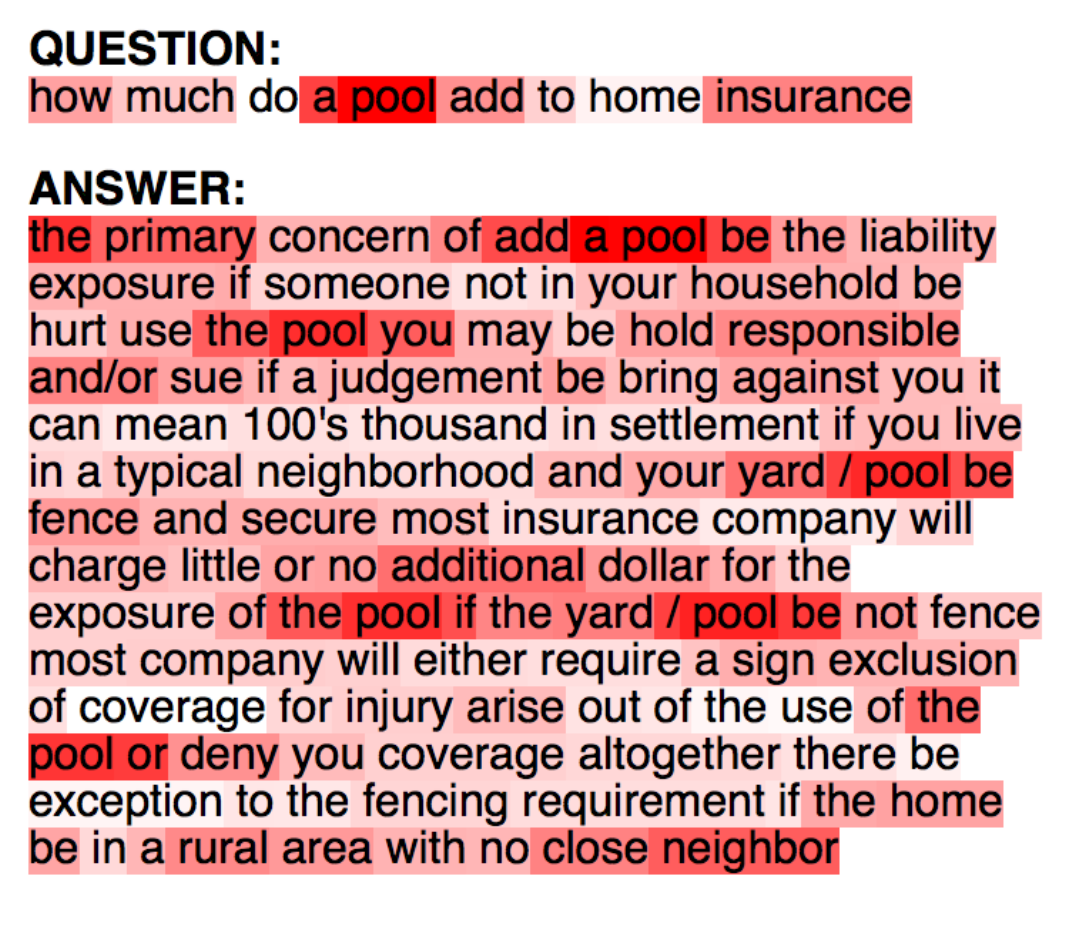 QUESTION:
how much do a pool add to home insurance
ANSWER:
the primary concern of add a pool be the liability
exposure if someone not in your household be
hurt use the pool you may be hold responsible
and/or sue if a judgement be bring against you it
can mean 100's thousand in settlement if you live
in a typical neighborhood and your yard / pool be
fence and secure most insurance company will
charge little or no additional dollar for the
exposure of the pool if the yard / pool be not fence
most company will either require a sign exclusion
of coverage for injury arise out of the use of the
pool or deny you coverage altogether there be
exception to the fencing requirement if the home
be in a rural area with no close neighbor